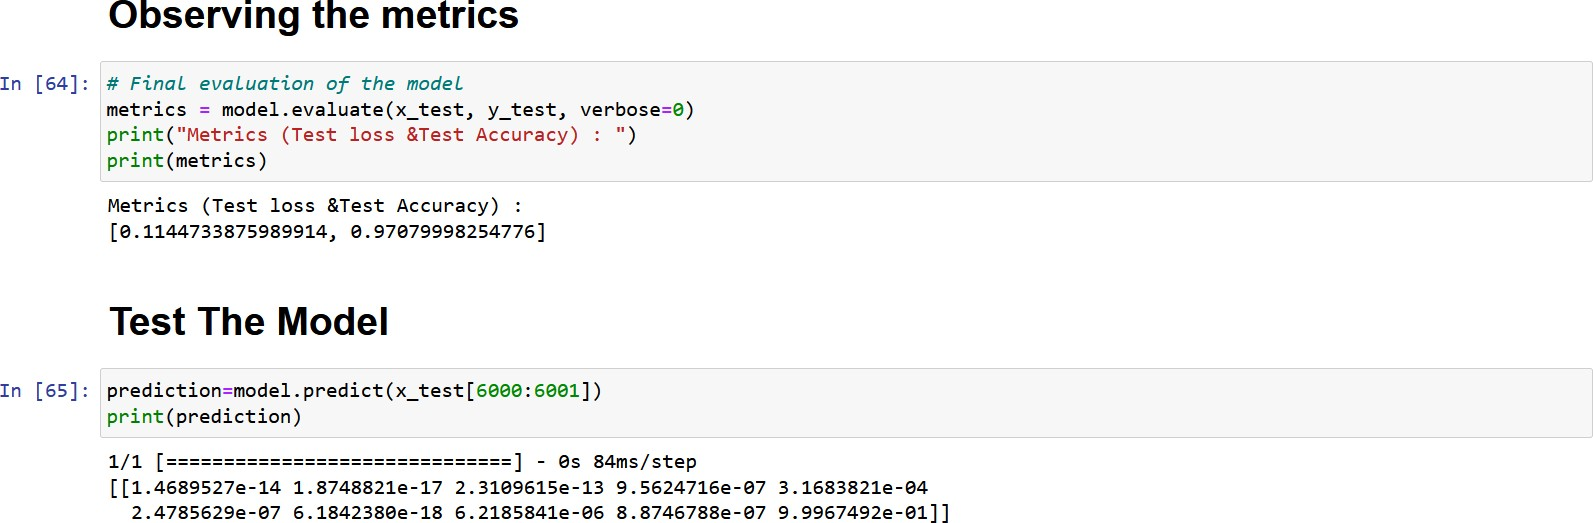 Observing the metrics
In [64]: # Final evaluation of the model
metrics = model.evaluate(x_test, y_test, verbose=0)
print("Metrics (Test loss &Test Accuracy) : ")
print(metrics)
Metrics (Test loss &Test Accuracy) :
[0.1144733875989914, 0.97079998254776]
Test The Model
In [65]: prediction=model.predict(x_test[6000:6001])
print(prediction)
1/1 [==============================] - 0s 84ms/step
[[1.4689527e-14 1.8748821e-17 2.3109615e-13 9.5624716e-07 3.1683821e-04
2.4785629e-07 6.1842380e-18 6.2185841e-06 8.8746788e-07 9.9967492e-01]]